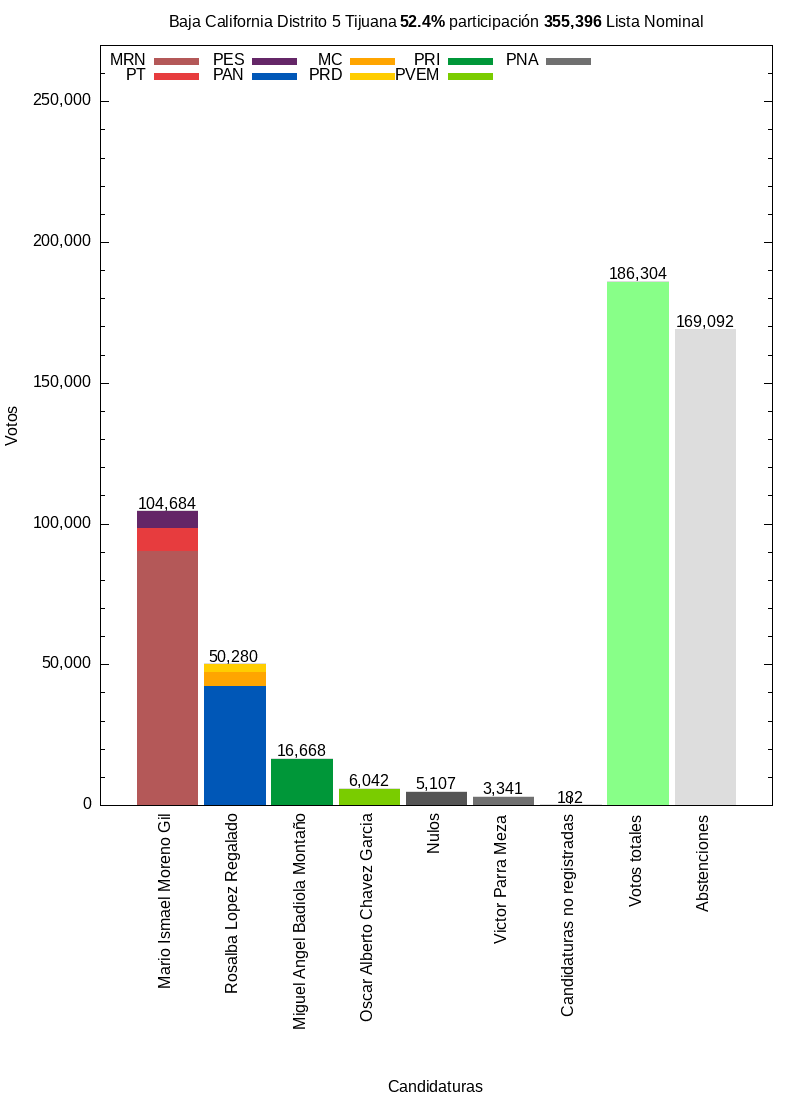 Baja California Distrito 5 Tijuana 52.4% participación 355,396 Lista Nominal
MRN PES MC PRI PNA
PT PAN PRD PVEM
250,000
200,000
150,000
100,000
50,000
0
Votos
104,684
50,280
16,668
6,042
5,107
3,341
182
186,304
169,092
Mario Ismael Moreno Gil
Rosalba Lopez Regalado
Miguel Angel Badiola Montaño
Oscar Alberto Chavez Garcia
Nulos
Victor Parra Meza
Candidaturas no registradas
Votos totales
Abstenciones
Candidaturas